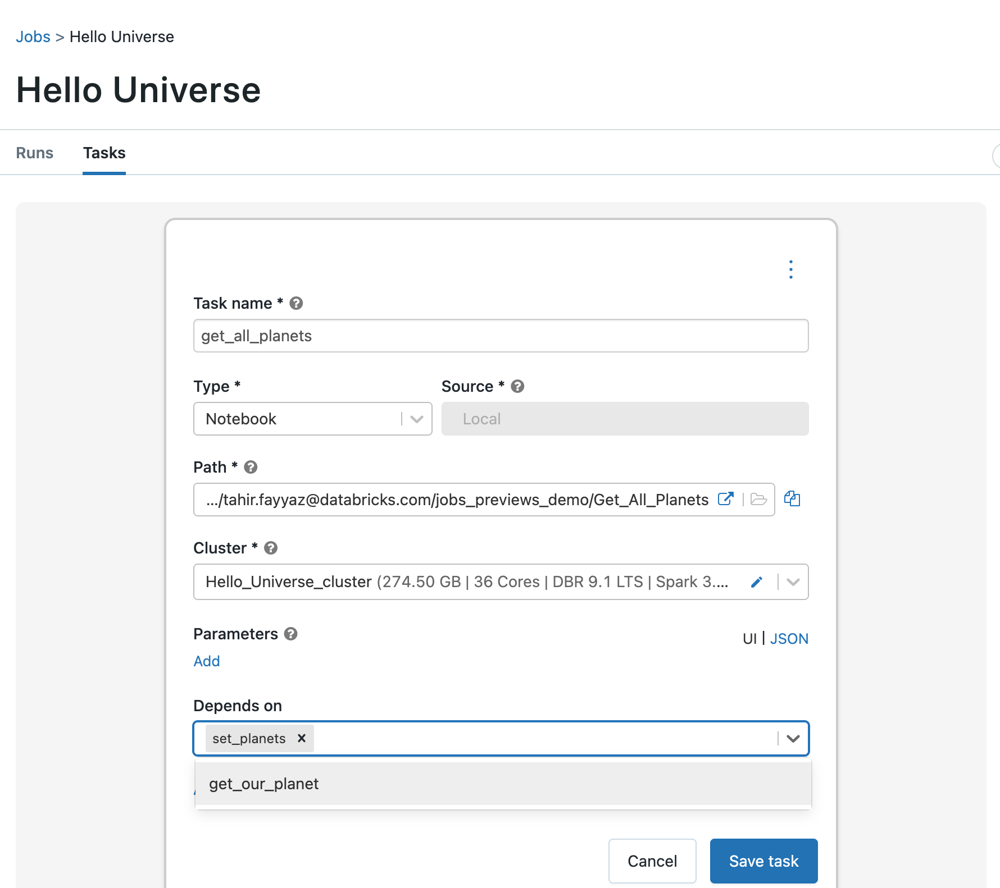 Jobs > Hello Universe
Hello Universe
Runs Tasks
Task name *
get_all_planets
Type * Source *
Notebook Local
Path *
.../tahir.fayyaz@databricks.com/jobs_previews_demo/Get_All_Planets
Cluster *
Hello_Universe_cluster (274.50 GB | 36 Cores | DBR 9.1 LTS | Spark 3....
Parameters UI | JSON
Add
Depends on
set_planets ×
get_our_planet
Cancel Save task